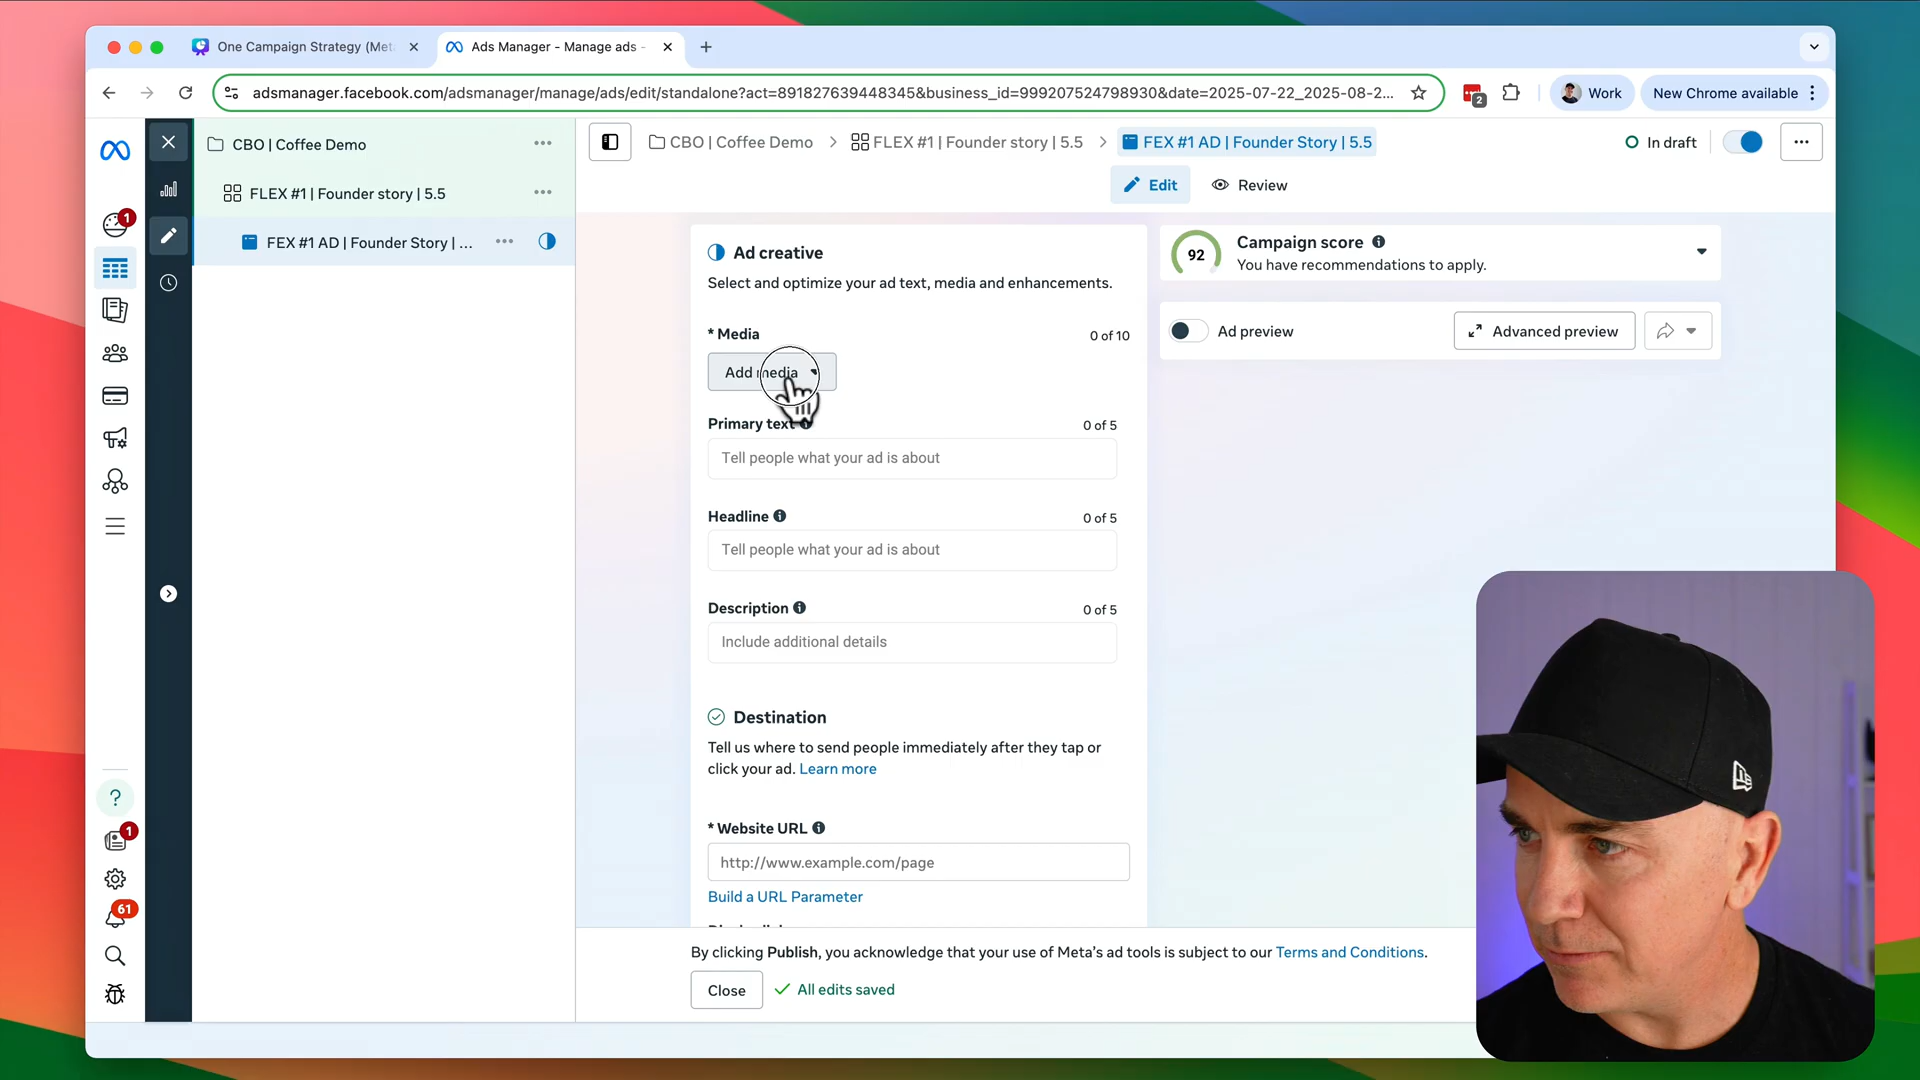 One Campaign Strategy (Met
Ads Manager - Manage ads -
adsmanager.facebook.com/adsmanager/manage/ads/edit/standalone?act=891827639448345&business_id=999207524798930&date=2025-07-22_2025-08-2...
2
Work
New Chrome available
CBO | Coffee Demo
FLEX #1 | Founder story | 5.5
FEX #1 AD | Founder Story | ...
CBO | Coffee Demo
FLEX #1 | Founder story | 5.5
FEX #1 AD | Founder Story | 5.5
In draft
Edit
Review
1
Ad creative
Select and optimize your ad text, media and enhancements.
* Media
0 of 10
Add media
Primary text
0 of 5
Tell people what your ad is about
Headline
0 of 5
Tell people what your ad is about
Description
0 of 5
Include additional details
Destination
Tell us where to send people immediately after they tap or
click your ad. Learn more
* Website URL
http://www.example.com/page
Build a URL Parameter
92
Campaign score
You have recommendations to apply.
Ad preview
Advanced preview
1
61
By clicking Publish, you acknowledge that your use of Meta's ad tools is subject to our Terms and Conditions.
Close
All edits saved